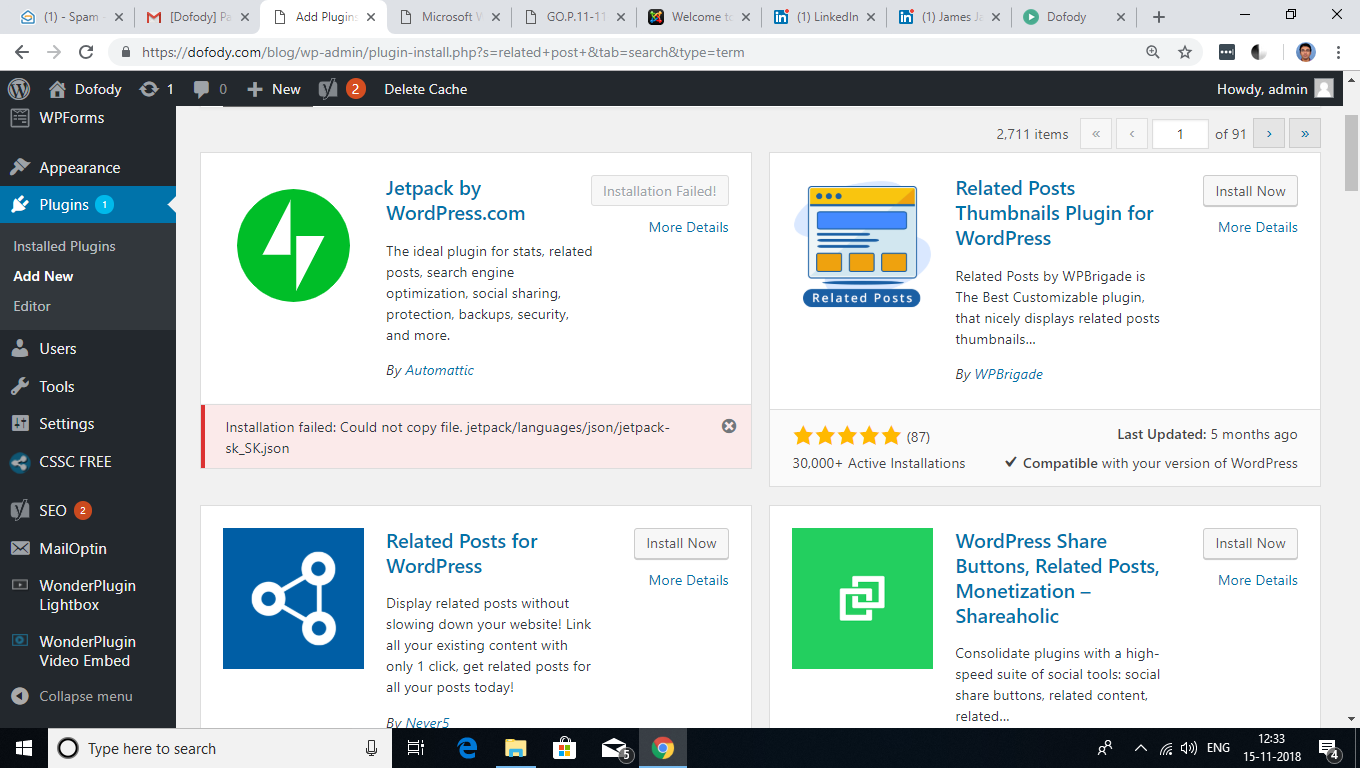 (1) - Spam
[Dofody] Pa
Add Plugins
Microsoft W
GO.P.11-11
Welcome to
(1) LinkedIn
(1) James Ja
Dofody
https://dofody.com/blog/wp-admin/plugin-install.php?s=related+post+&tab=search&type=term
Dofody
1
0
New
2
Delete Cache
Howdy, admin
WPForms
Appearance
Plugins 1
Installed Plugins
Add New
Editor
Users
Tools
Settings
CSSC FREE
SEO 2
MailOptin
WonderPlugin
Lightbox
WonderPlugin
Video Embed
Collapse menu
2,711 items « ‹ 1 of 91 › »
Jetpack by
WordPress.com
Installation Failed!
More Details
The ideal plugin for stats, related
posts, search engine
optimization, social sharing,
protection, backups, security,
and more.
By Automattic
Installation failed: Could not copy file. jetpack/languages/json/jetpack-
sk_SK.json
Related Posts
Related Posts
Thumbnails Plugin for
WordPress
Install Now
More Details
Related Posts by WPBrigade is
The Best Customizable plugin,
that nicely displays related posts
thumbnails...
By WPBrigade
(87)
Last Updated: 5 months ago
30,000+ Active Installations
Compatible with your version of WordPress
Related Posts for
WordPress
Install Now
More Details
Display related posts without
slowing down your website! Link
all your existing content with
only 1 click, get related posts for
all your posts today!
By Never5
WordPress Share
Buttons, Related Posts,
Monetization –
Shareaholic
Install Now
More Details
Consolidate plugins with a high-
speed suite of social tools: social
share buttons, related content,
related...
Type here to search
5
ENG
12:33
15-11-2018
4